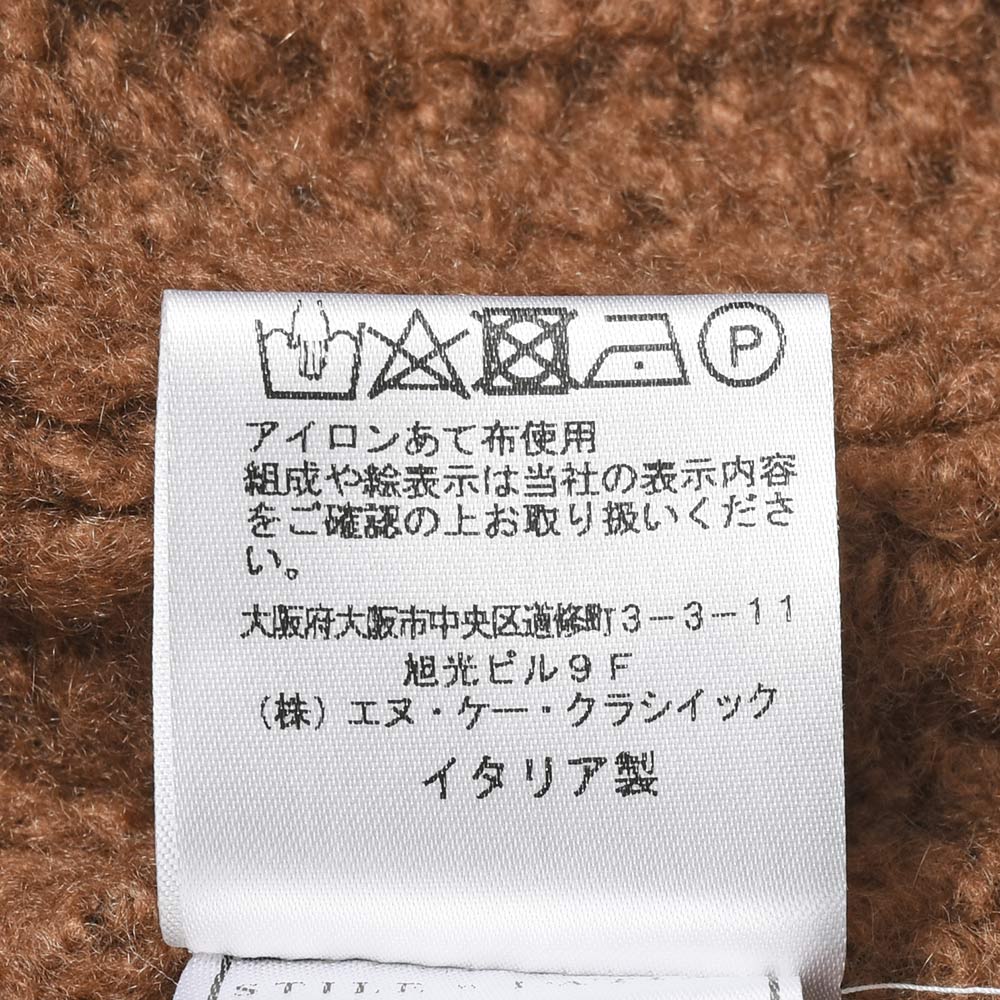 P
アイロンあて布使用
組成や絵表示は当社の表示内容
をご確認の上お取り扱いくださ
い。
大阪府大阪市中央区道修町3-3-11
旭光ビル9F
(株)エヌ・ケー・クラシイック
イタリア製